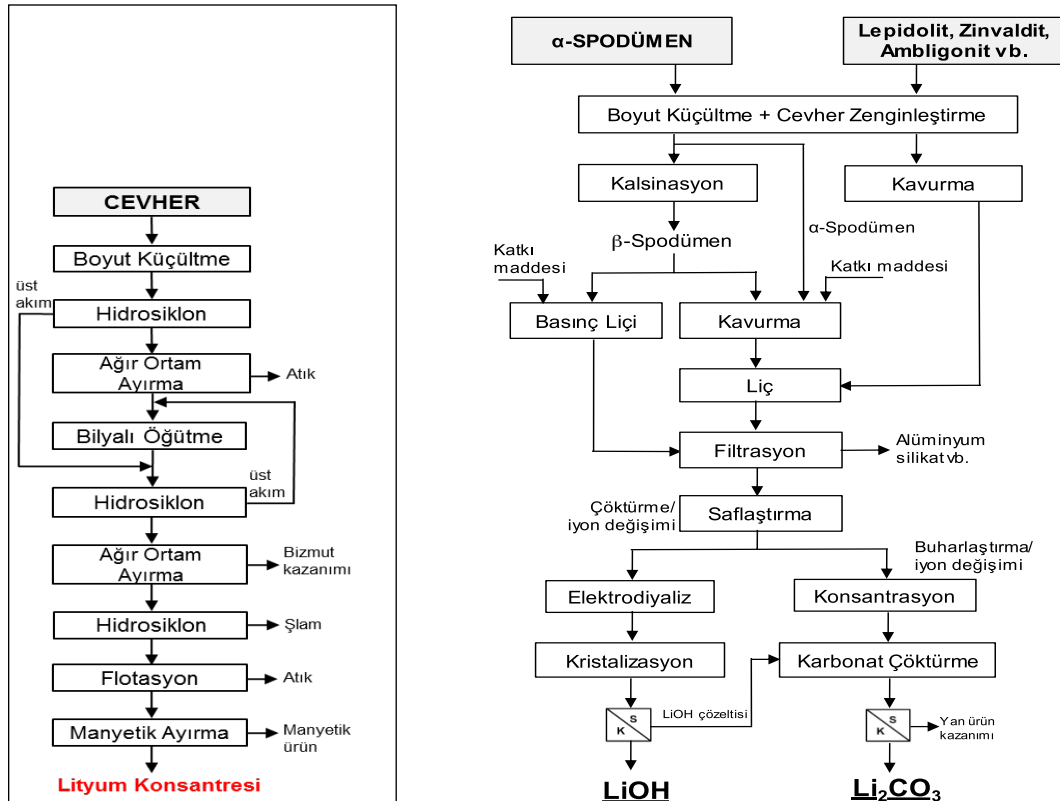 CEVHER
Boyut Küçültme
üst
akım
Hidrosiklon
Ağır Ortam
Ayırma
Atık
Bilyalı Öğütme
üst
akım
Hidrosiklon
Ağır Ortam
Ayırma
Bizmut
kazanımı
Hidrosiklon
Şlam
Flotasyon
Atık
Manyetik Ayırma
Manyetik
ürün
Lityum Konsantresi
α-SPODÜMEN
Lepidolit, Zinvaldit,
Ambligonit vb.
Boyut Küçültme + Cevher Zenginleştirme
Kalsinasyon
Kavurma
β-Spodümen
α-Spodümen
Katkı
maddesi
Katkı maddesi
Basınç Liçi
Kavurma
Liç
Filtrasyon
Alüminyum
silikat vb.
Çöktürme/
iyon değişimi
Saflaştırma
Buharlaştırma/
iyon değişimi
Elektrodiyaliz
Konsantrasyon
Kristalizasyon
Karbonat Çöktürme
S
K
LiOH çözeltisi
S
K
Yan ürün
kazanımı
LiOH
Li₂CO₃